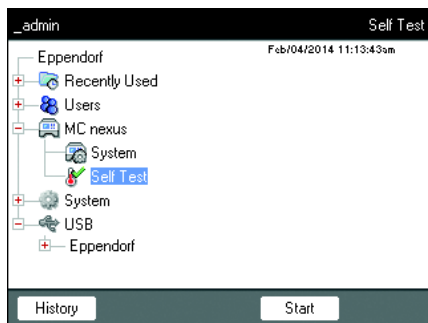 _admin Self Test
Feb/04/2014 11:13:43am
Eppendorf
Recently Used
Users
MC nexus
System
Self Test
System
USB
Eppendorf
History Start